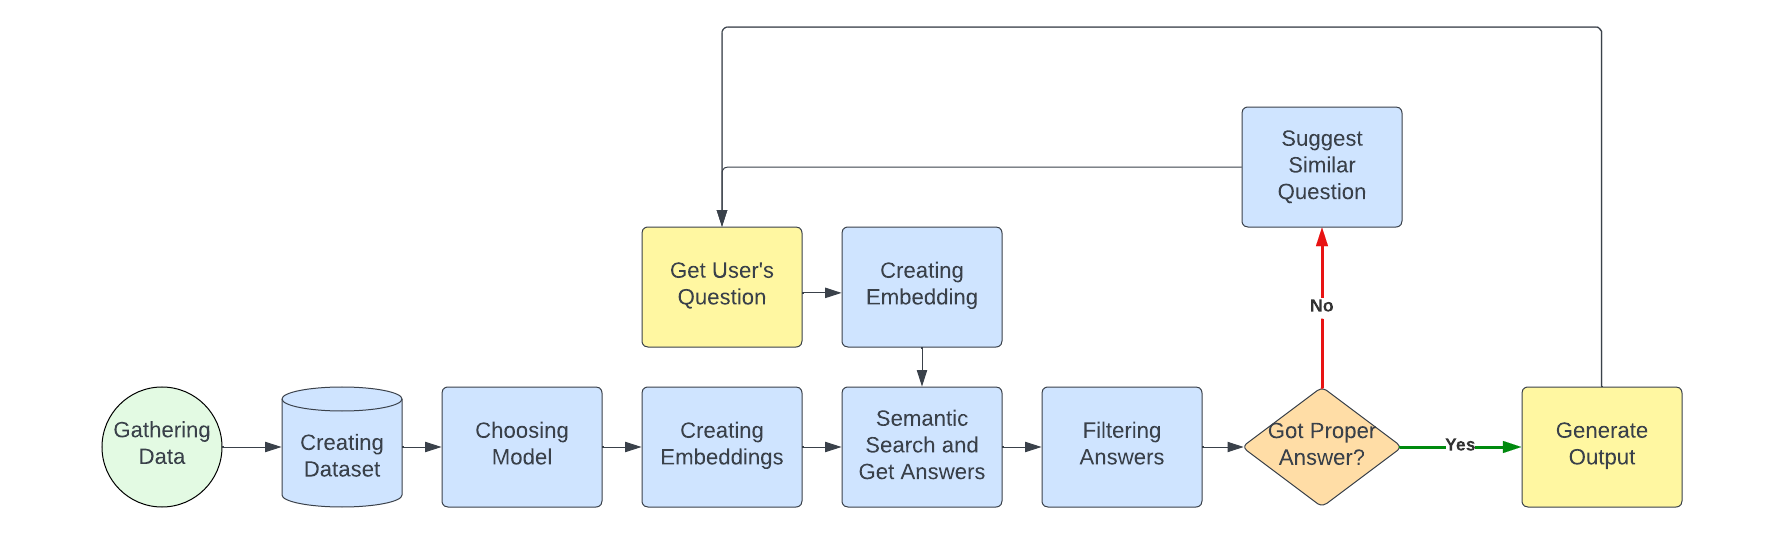 Suggest
Similar
Question
Get User's
Question
Creating
Embedding
No
Gathering
Data
Creating
Dataset
Choosing
Model
Creating
Embeddings
Semantic
Search and
Get Answers
Filtering
Answers
Got Proper
Answer?
Yes
Generate
Output